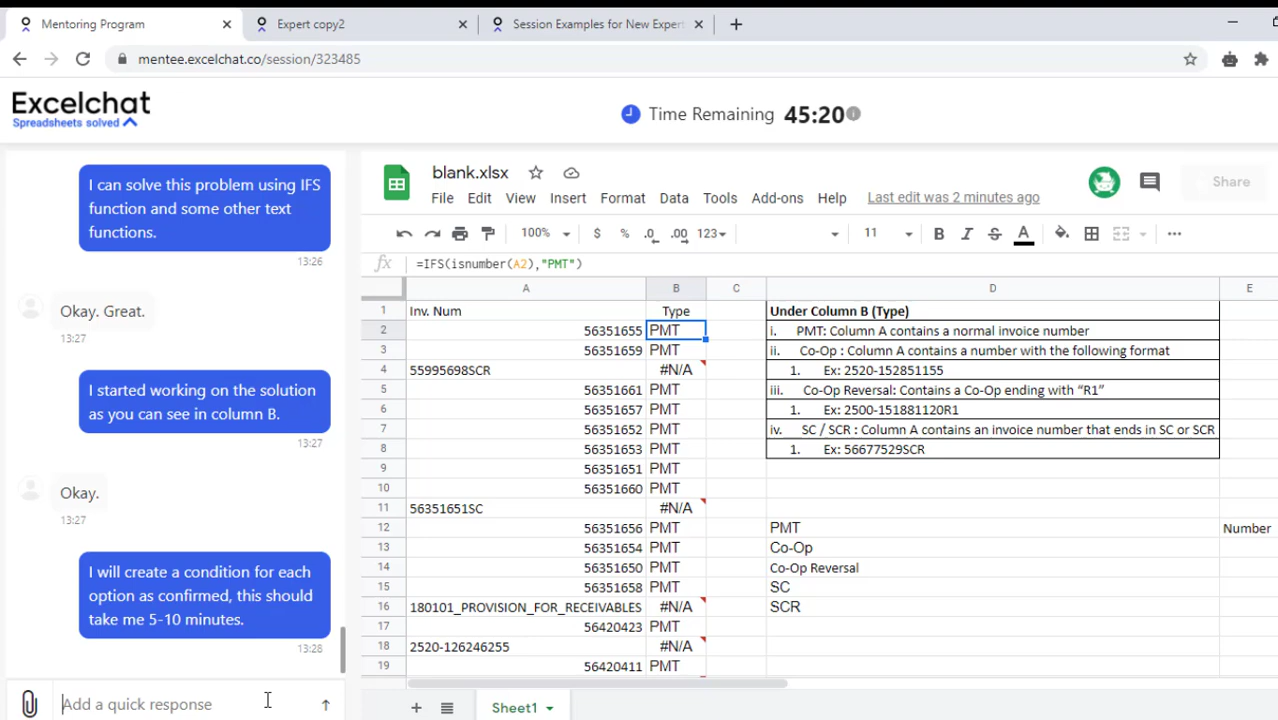 Mentoring Program
Expert copy2
Session Examples for New Expert
mentee.excelchat.co/session/323485
Excelchat
Spreadsheets solved
Time Remaining 45:20
I can solve this problem using IFS
function and some other text
functions.
13:26
Okay. Great.
13:27
I started working on the solution
as you can see in column B.
13:27
Okay.
13:27
I will create a condition for each
option as confirmed, this should
take me 5-10 minutes.
13:28
Add a quick response
blank.xlsx
Share
File Edit View Insert Format Data Tools Add-ons Help Last edit was 2 minutes ago
100% $ % .0 .00 123 11 B I S A
fx =IFS(isnumber(A2),"PMT")
A B C D E
1 Inv. Num Type Under Column B (Type)
2 56351655 PMT i. PMT: Column A contains a normal invoice number
3 56351659 PMT ii. Co-Op : Column A contains a number with the following format
4 55995698SCR #N/A 1. Ex: 2520-152851155
5 56351661 PMT iii. Co-Op Reversal: Contains a Co-Op ending with “R1”
6 56351657 PMT 1. Ex: 2500-151881120R1
7 56351652 PMT iv. SC / SCR : Column A contains an invoice number that ends in SC or SCR
8 56351653 PMT 1. Ex: 56677529SCR
9 56351651 PMT
10 56351660 PMT
11 56351651SC #N/A
12 56351656 PMT PMT Number
13 56351654 PMT Co-Op
14 56351650 PMT Co-Op Reversal
15 56351658 PMT SC
16 180101_PROVISION_FOR_RECEIVABLES #N/A SCR
17 56420423 PMT
18 2520-126246255 #N/A
19 56420411 PMT
Sheet1